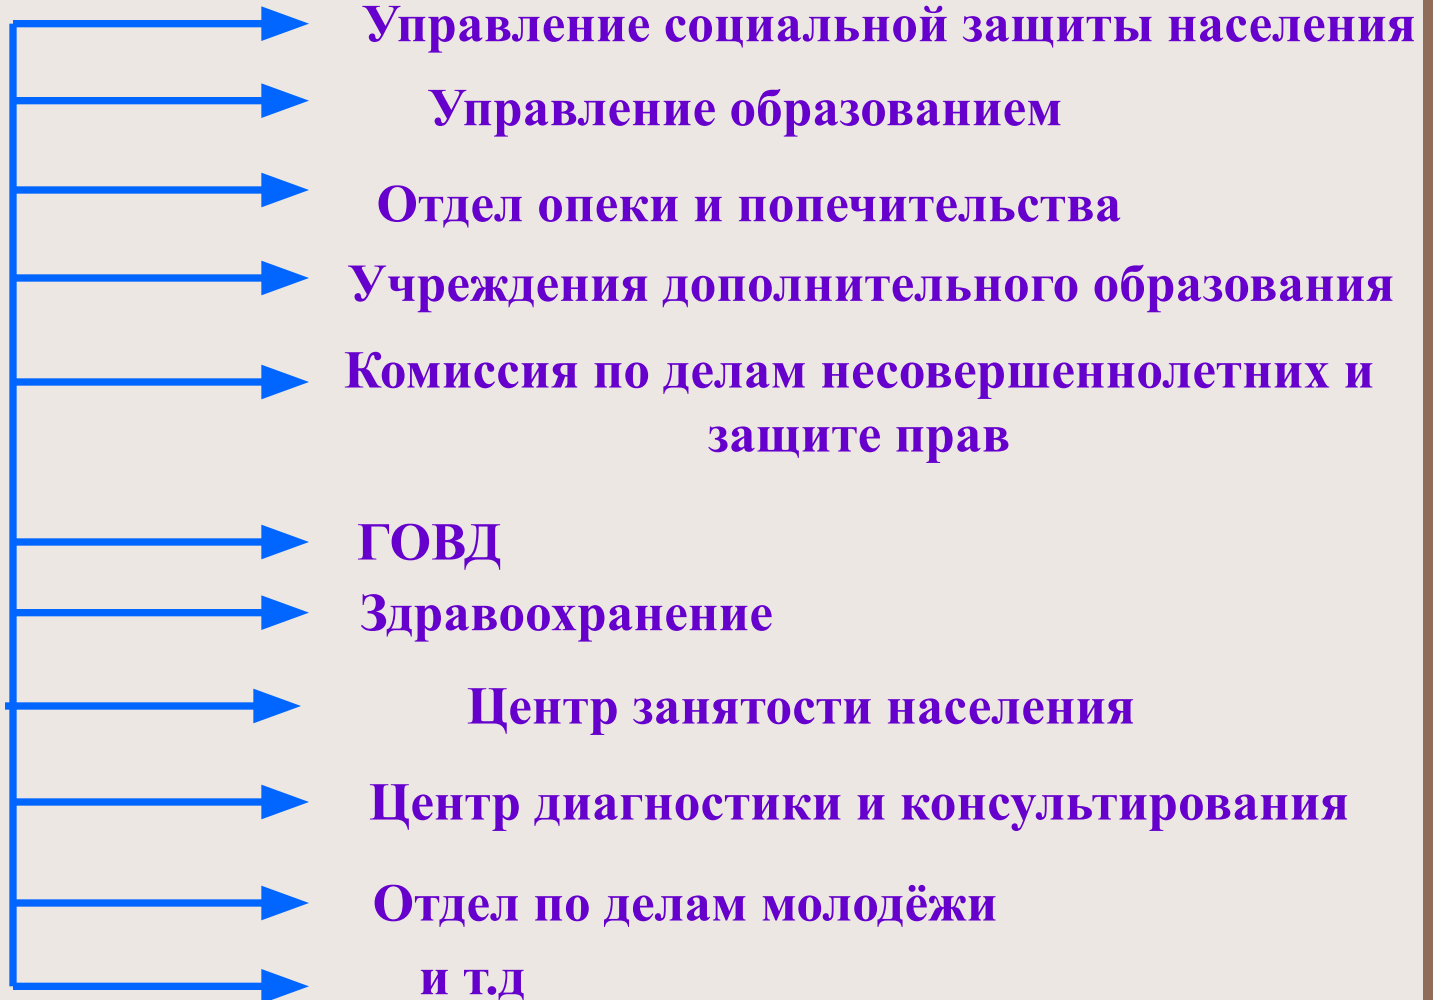 Управление социальной защиты населения
Управление образованием
Отдел опеки и попечительства
Учреждения дополнительного образования
Комиссия по делам несовершеннолетних и
защите прав
ГОВД
Здравоохранение
Центр занятости населения
Центр диагностики и консультирования
Отдел по делам молодёжи
и т.д